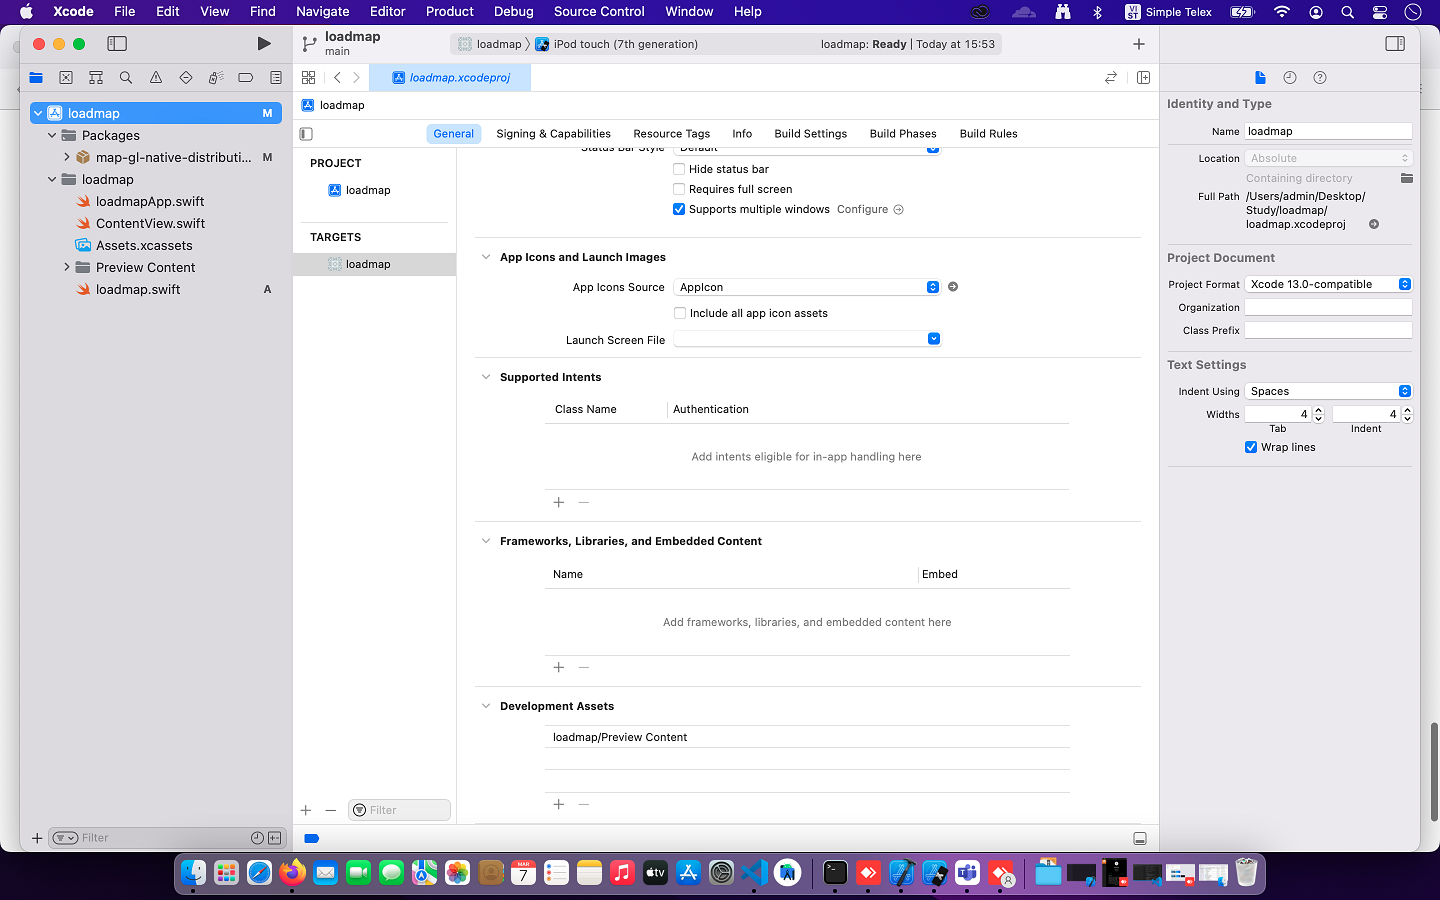 Xcode File Edit View Find Navigate Editor Product Debug Source Control Window Help VI ST Simple Telex
loadmap
main
loadmap iPod touch (7th generation) loadmap: Ready | Today at 15:53
loadmap.xcodeproj
loadmap
General Signing & Capabilities Resource Tags Info Build Settings Build Phases Build Rules
loadmap M
Packages
map-gl-native-distributi... M
loadmap
loadmapApp.swift
ContentView.swift
Assets.xcassets
Preview Content
loadmap.swift A
Filter
PROJECT
loadmap
TARGETS
loadmap
Filter
Status Bar Style Default
Hide status bar
Requires full screen
Supports multiple windows Configure
App Icons and Launch Images
App Icons Source AppIcon
Include all app icon assets
Launch Screen File
Supported Intents
Class Name Authentication
Add intents eligible for in-app handling here
Frameworks, Libraries, and Embedded Content
Name Embed
Add frameworks, libraries, and embedded content here
Development Assets
loadmap/Preview Content
Identity and Type
Name loadmap
Location Absolute
Containing directory
Full Path /Users/admin/Desktop/
Study/loadmap/
loadmap.xcodeproj
Project Document
Project Format Xcode 13.0-compatible
Organization
Class Prefix
Text Settings
Indent Using Spaces
Widths 4 4
Tab Indent
Wrap lines
MAR
7
tv